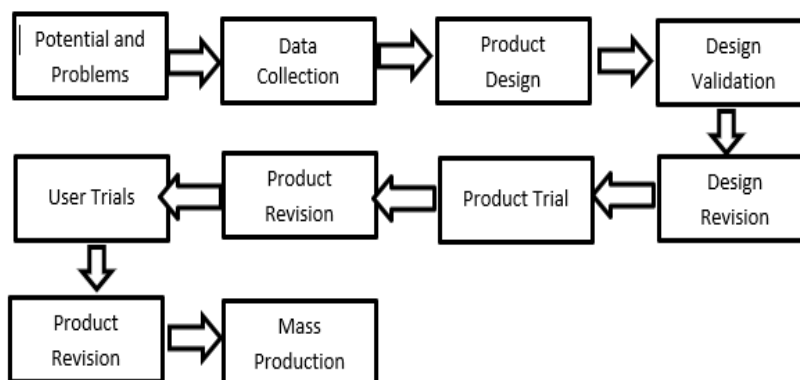 Potential and
Problems
Data
Collection
Product
Design
Design
Validation
Design
Revision
Product Trial
Product
Revision
User Trials
Product
Revision
Mass
Production